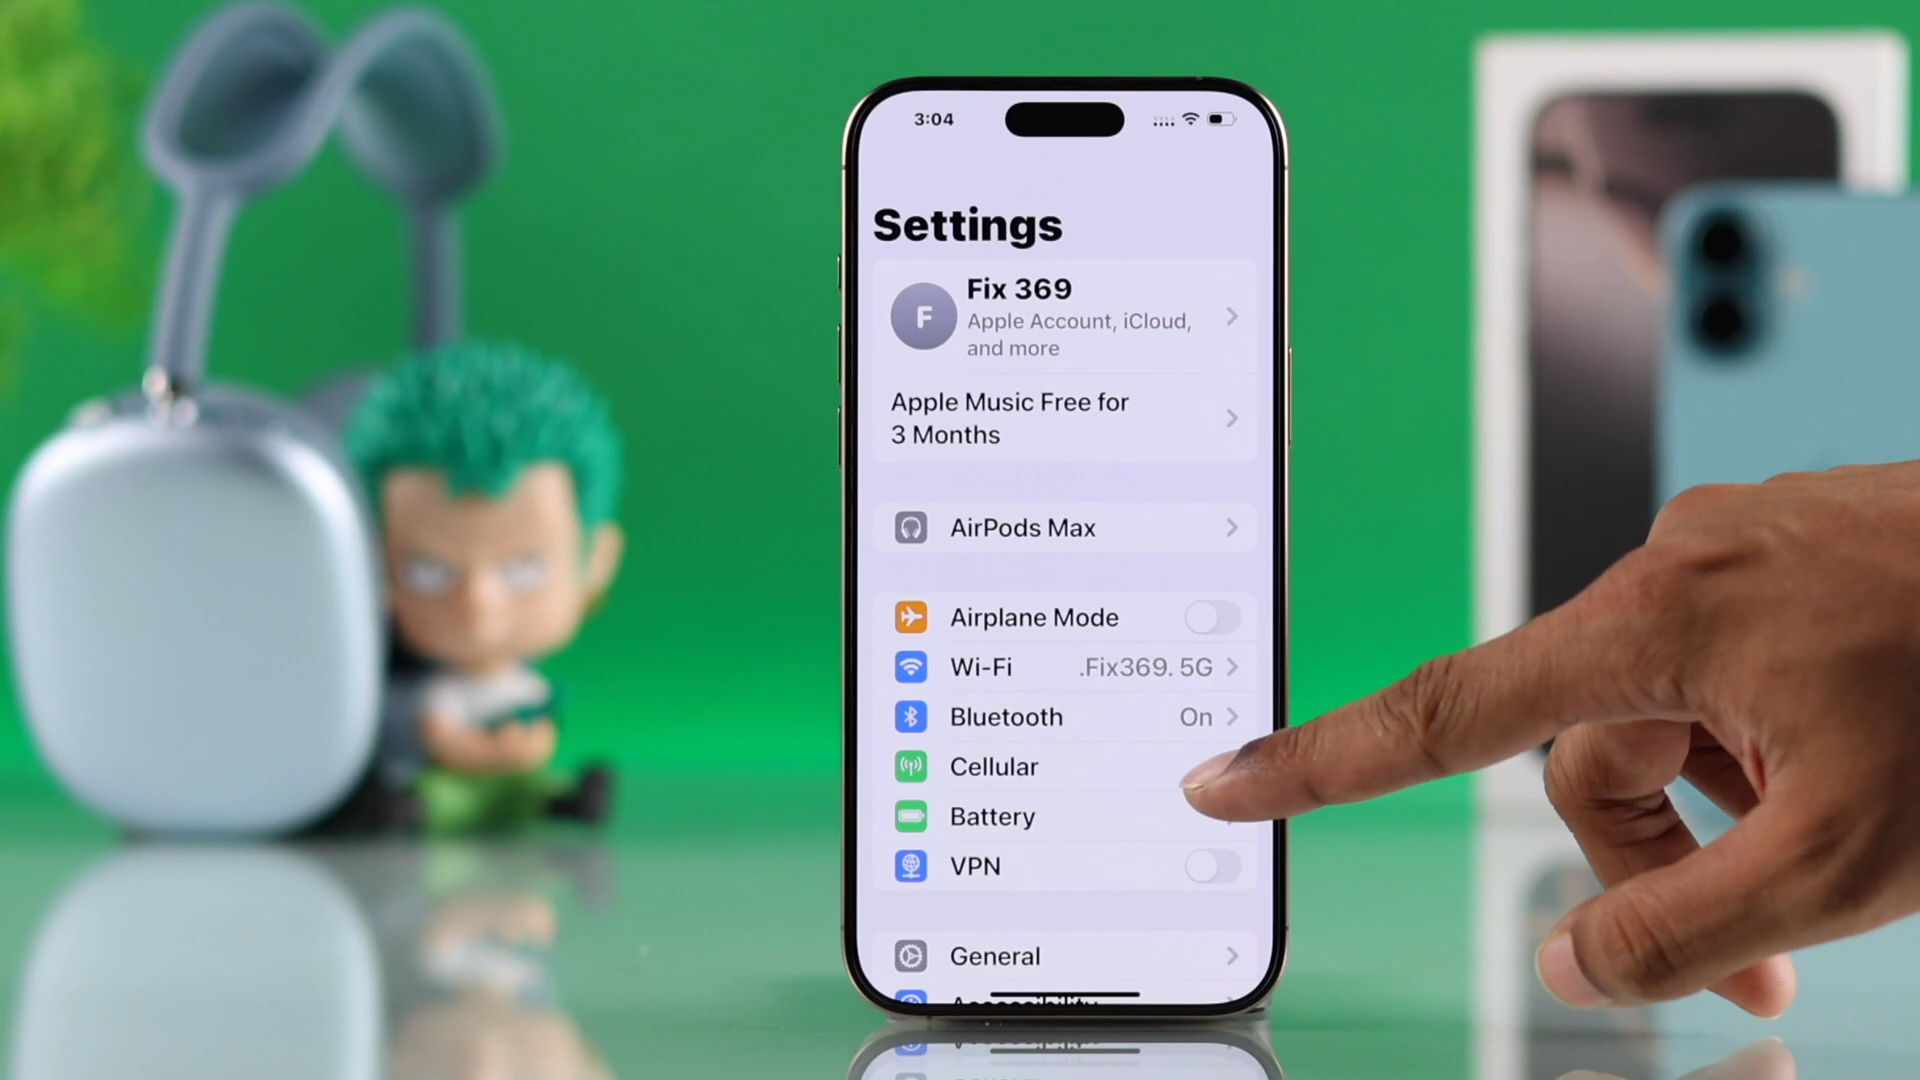 3:04
Settings
F
Fix 369
Apple Account, iCloud,
and more
Apple Music Free for
3 Months
AirPods Max
Airplane Mode
Wi-Fi .Fix369. 5G
Bluetooth On
Cellular
Battery
VPN
General
Accessibility